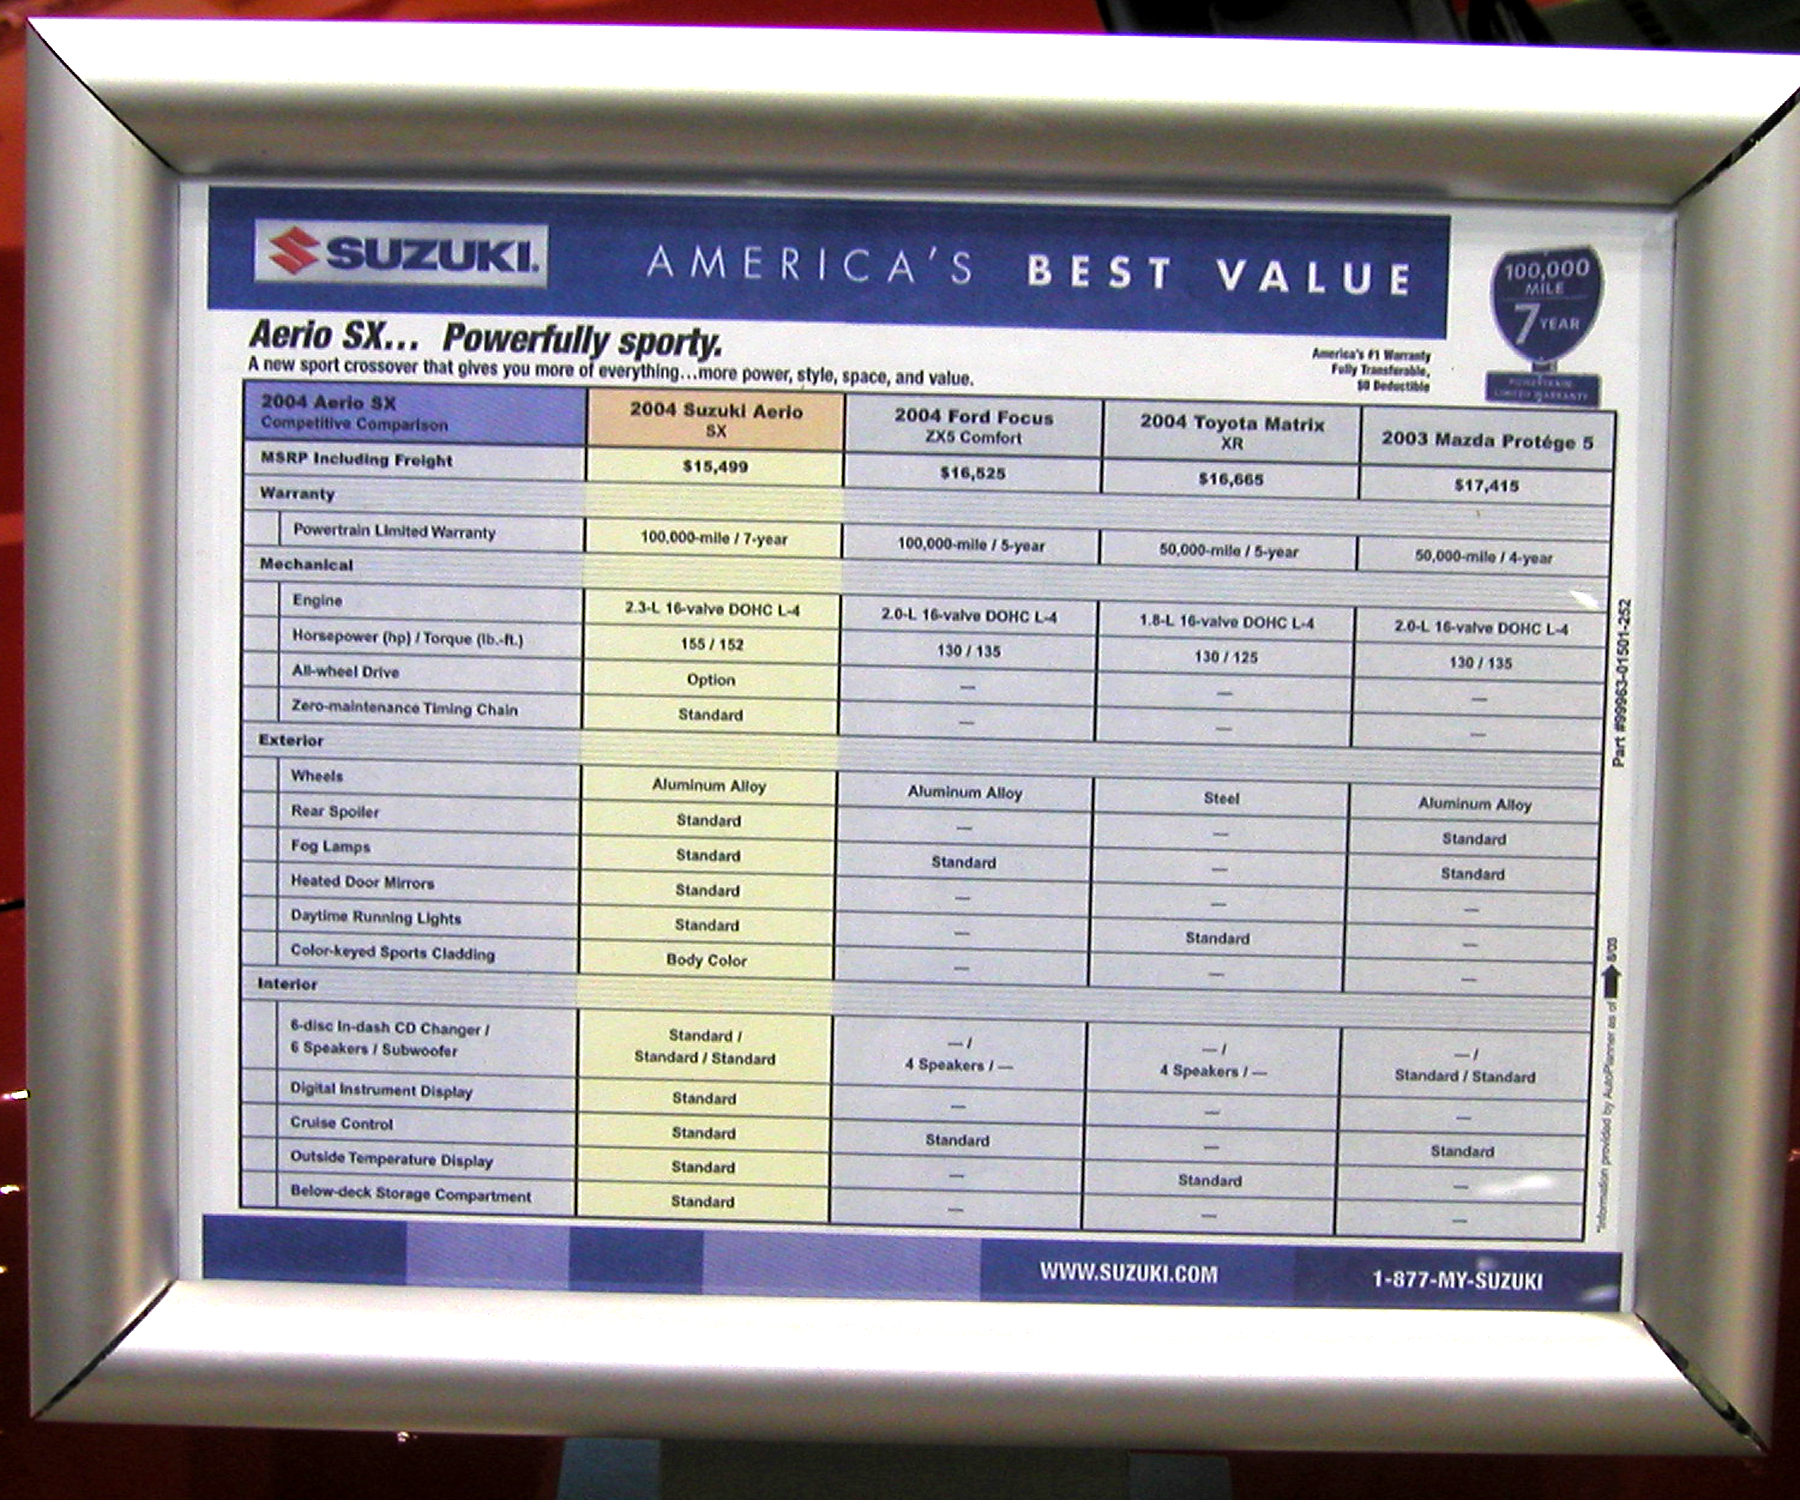 SUZUKI.
AMERICA'S BEST VALUE
100,000
MILE
7 YEAR
POWERTRAIN
LIMITED WARRANTY
Aerio SX... Powerfully sporty.
A new sport crossover that gives you more of everything...more power, style, space, and value.
America's #1 Warranty
Fully Transferable,
$0 Deductible
2004 Aerio SX
Competitive Comparison
2004 Suzuki Aerio
SX
2004 Ford Focus
ZX5 Comfort
2004 Toyota Matrix
XR
2003 Mazda Protége 5
MSRP Including Freight $15,499 $16,525 $16,665 $17,415
Warranty
Powertrain Limited Warranty 100,000-mile / 7-year 100,000-mile / 5-year 50,000-mile / 5-year 50,000-mile / 4-year
Mechanical
Engine 2.3-L 16-valve DOHC L-4 2.0-L 16-valve DOHC L-4 1.8-L 16-valve DOHC L-4 2.0-L 16-valve DOHC L-4
Horsepower (hp) / Torque (lb.-ft.) 155 / 152 130 / 135 130 / 125 130 / 135
All-wheel Drive Option — — —
Zero-maintenance Timing Chain Standard — — —
Exterior
Wheels Aluminum Alloy Aluminum Alloy Steel Aluminum Alloy
Rear Spoiler Standard — — Standard
Fog Lamps Standard Standard — Standard
Heated Door Mirrors Standard — — —
Daytime Running Lights Standard — Standard —
Color-keyed Sports Cladding Body Color — — —
Interior
6-disc In-dash CD Changer /
6 Speakers / Subwoofer
Standard /
Standard / Standard
— /
4 Speakers / —
— /
4 Speakers / —
— /
Standard / Standard
Digital Instrument Display Standard — — —
Cruise Control Standard Standard — Standard
Outside Temperature Display Standard — Standard —
Below-deck Storage Compartment Standard — — —
Part #99963-01501-252
*Information provided by AutoPlanner as of 8/03
WWW.SUZUKI.COM
1-877-MY-SUZUKI